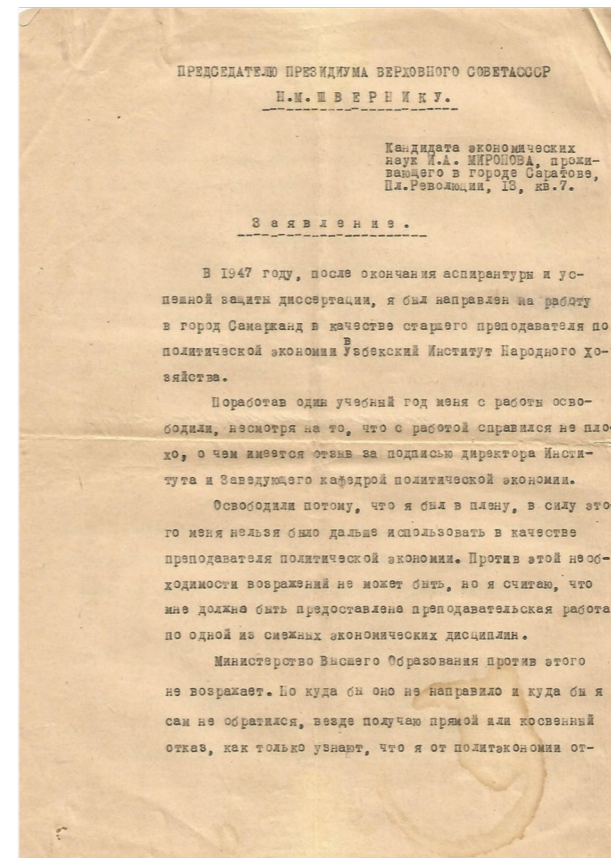 ПРЕДСЕДАТЕЛЮ ПРЕЗИДИУМА ВЕРХОВНОГО СОВЕТАСССР
Н.М.ШВЕРНИКУ.
Кандидата экономических
наук И.А. МИРОНОВА, прожи-
вающего в городе Саратове,
Пл.Революции, 13, кв.7.
Заявление.
В 1947 году, после окончания аспирантуры и ус-
пешной защиты диссертации, я был направлен на работу
в город Самарканд в качестве старшего преподавателя по
политической экономии в Узбекский Институт Народного Хо-
зяйства.
Поработав один учебный год меня с работы осво-
бодили, несмотря на то, что с работой справился не пло-
хо, о чем имеется отзыв за подписью директора Инсти-
тута и Заведующего кафедрой политической экономии.
Освободили потому, что я был в плену, в силу это-
го меня нельзя было дальше использовать в качестве
преподавателя политической экономии. Против этой необ-
ходимости возражений не может быть, но я считаю, что
мне должна быть предоставлена преподавательская работа
по одной из смежных экономических дисциплин.
Министерство Высшего Образования против этого
не возражает. Но куда бы оно не направило и куда бы я
сам не обратился, везде получаю прямой или косвенный
отказ, как только узнают, что я от политэкономии от-